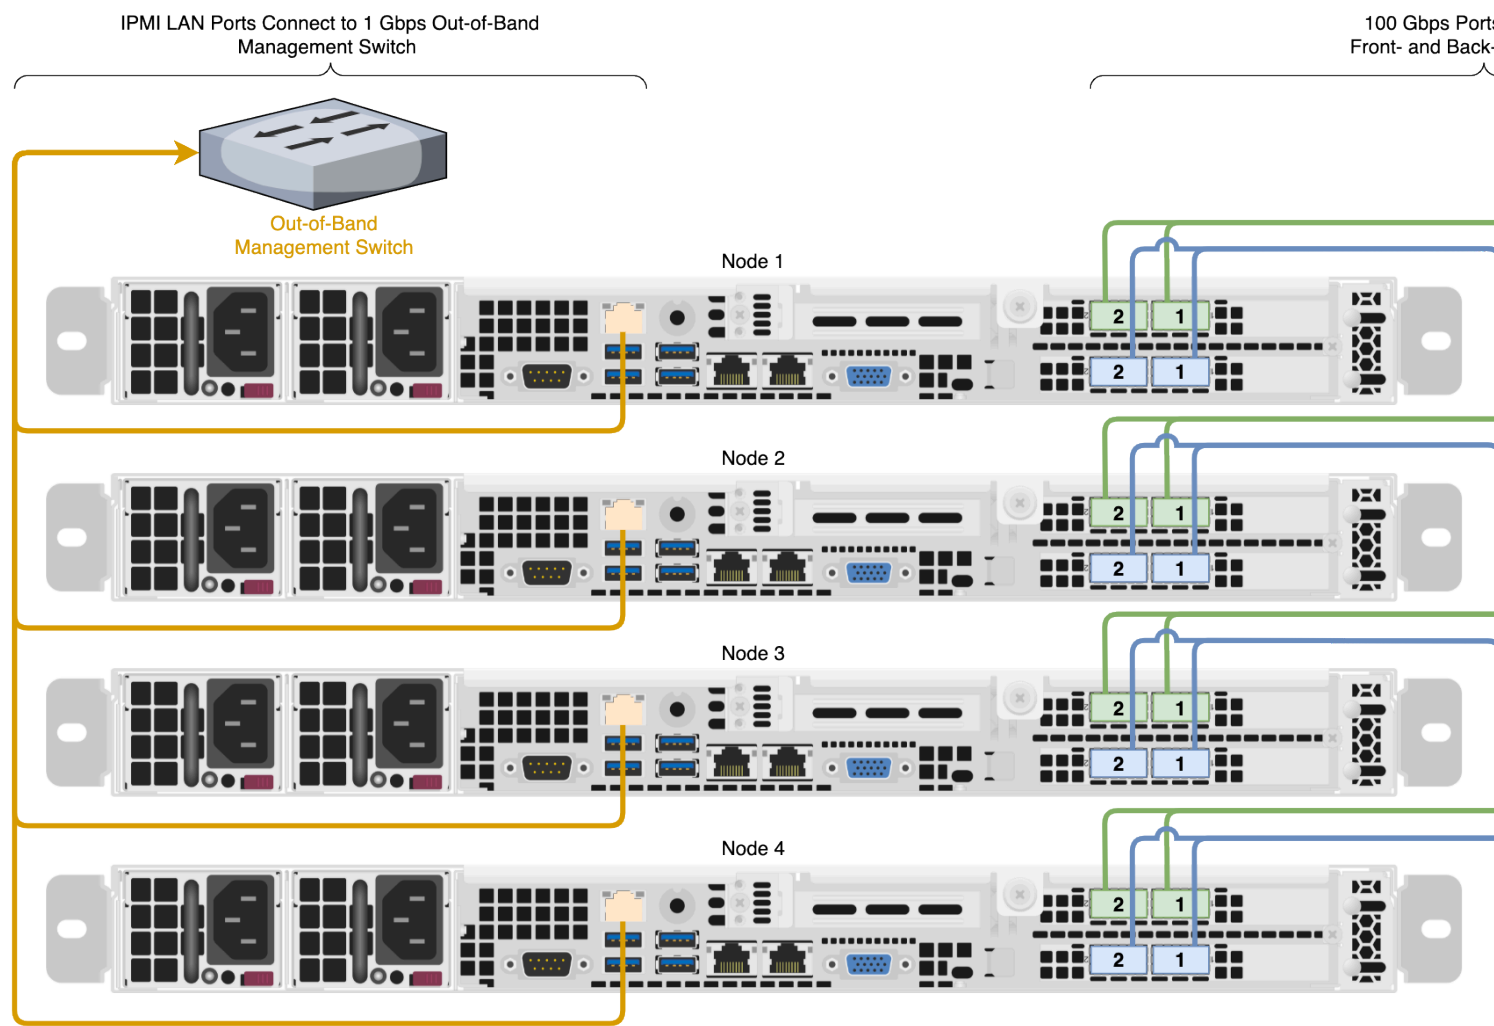 IPMI LAN Ports Connect to 1 Gbps Out-of-Band
Management Switch
100 Gbps Ports
Front- and Back-
Out-of-Band
Management Switch
Node 1
2 1
2 1
Node 2
2 1
2 1
Node 3
2 1
2 1
Node 4
2 1
2 1